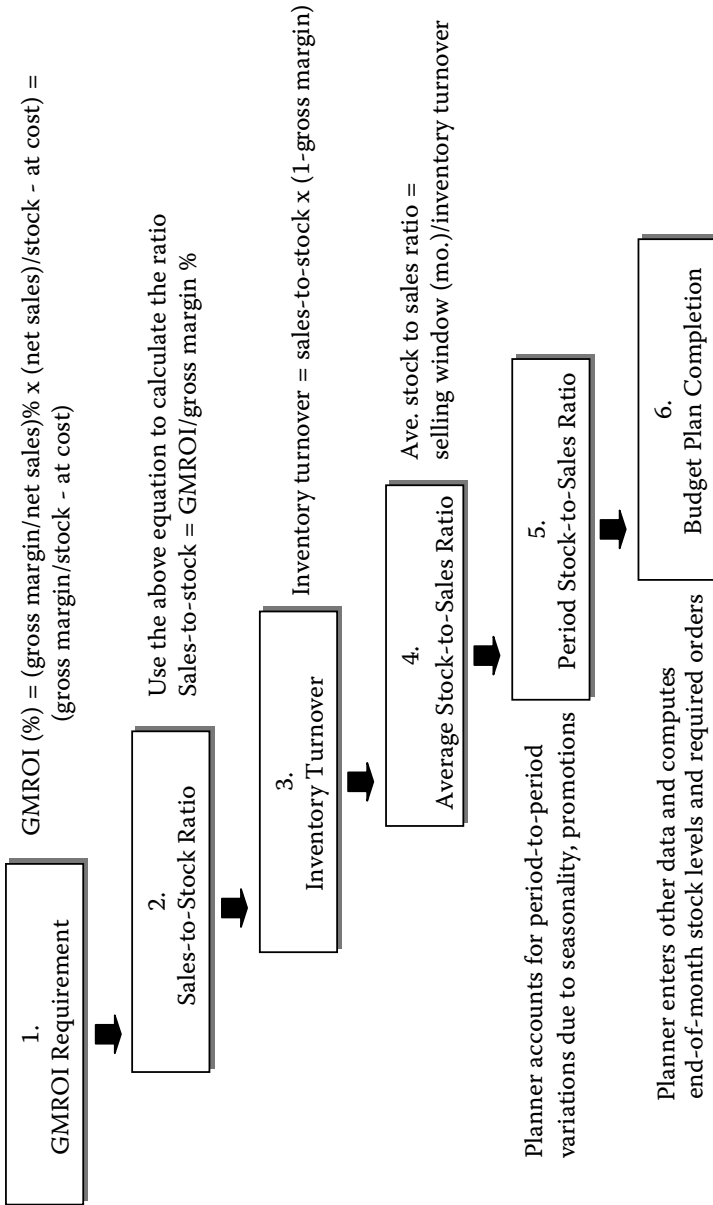 1.
GMROI Requirement
GMROI (%) = (gross margin/net sales)% x (net sales)/stock - at cost) =
(gross margin/stock - at cost)
2.
Sales-to-Stock Ratio
Use the above equation to calculate the ratio
Sales-to-stock = GMROI/gross margin %
3.
Inventory Turnover
Inventory turnover = sales-to-stock x (1-gross margin)
4.
Average Stock-to-Sales Ratio
Ave. stock to sales ratio =
selling window (mo.)/inventory turnover
5.
Period Stock-to-Sales Ratio
Planner accounts for period-to-period
variations due to seasonality, promotions
6.
Budget Plan Completion
Planner enters other data and computes
end-of-month stock levels and required orders